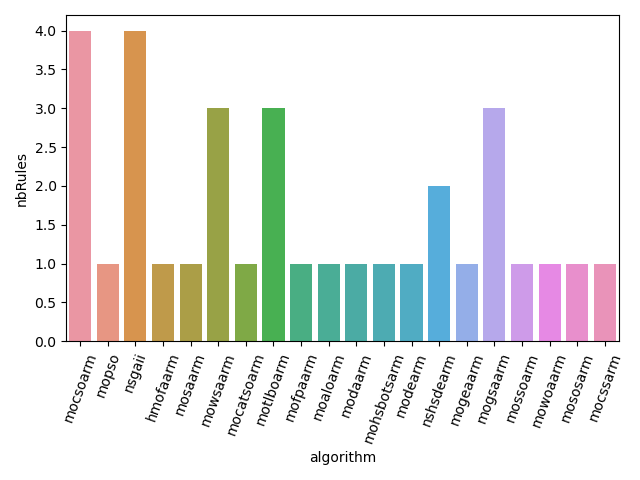 4.0
3.5
3.0
2.5
2.0
1.5
1.0
0.5
0.0
nbRules
mocsoarm
mopso
nsgaii
hmofaarm
mosaarm
mowsaarm
mocatsoarm
motlboarm
mofpaarm
moaloarm
modaarm
mohsbotsarm
modearm
nshsdearm
mogeaarm
mogsaarm
mossoarm
mowoaarm
mososarm
mocssarm
algorithm